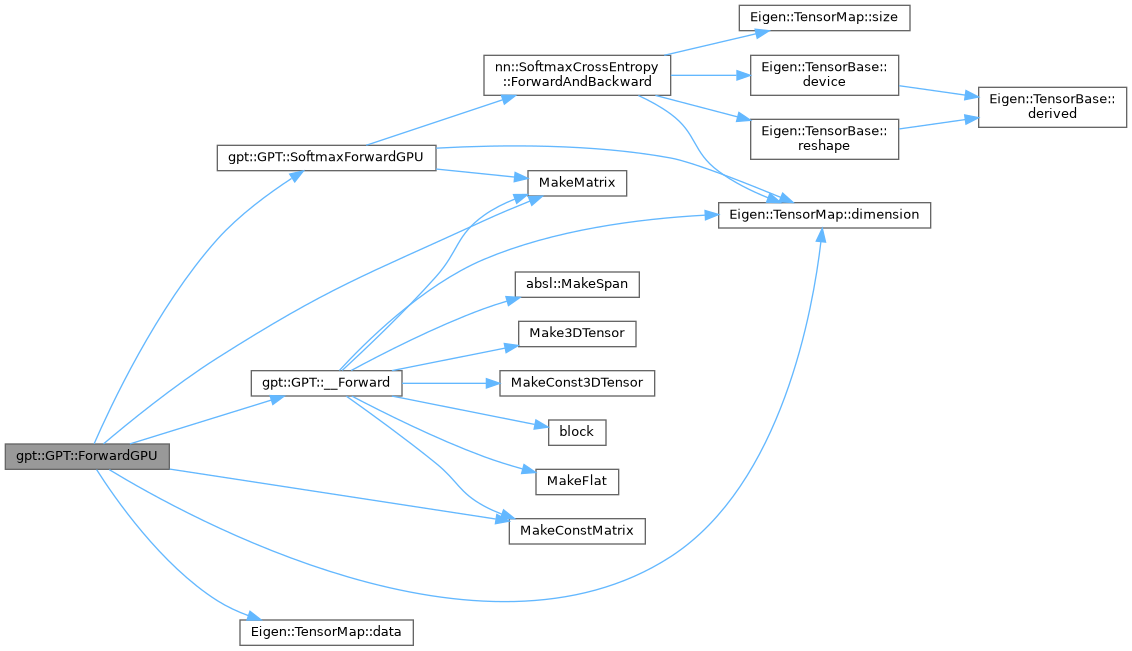 Eigen::TensorMap::size
nn::SoftmaxCrossEntropy
::ForwardAndBackward
Eigen::TensorBase::
device
Eigen::TensorBase::
derived
Eigen::TensorBase::
reshape
gpt::GPT::SoftmaxForwardGPU
MakeMatrix
Eigen::TensorMap::dimension
absl::MakeSpan
Make3DTensor
gpt::GPT::__Forward
MakeConst3DTensor
block
gpt::GPT::ForwardGPU
MakeFlat
MakeConstMatrix
Eigen::TensorMap::data